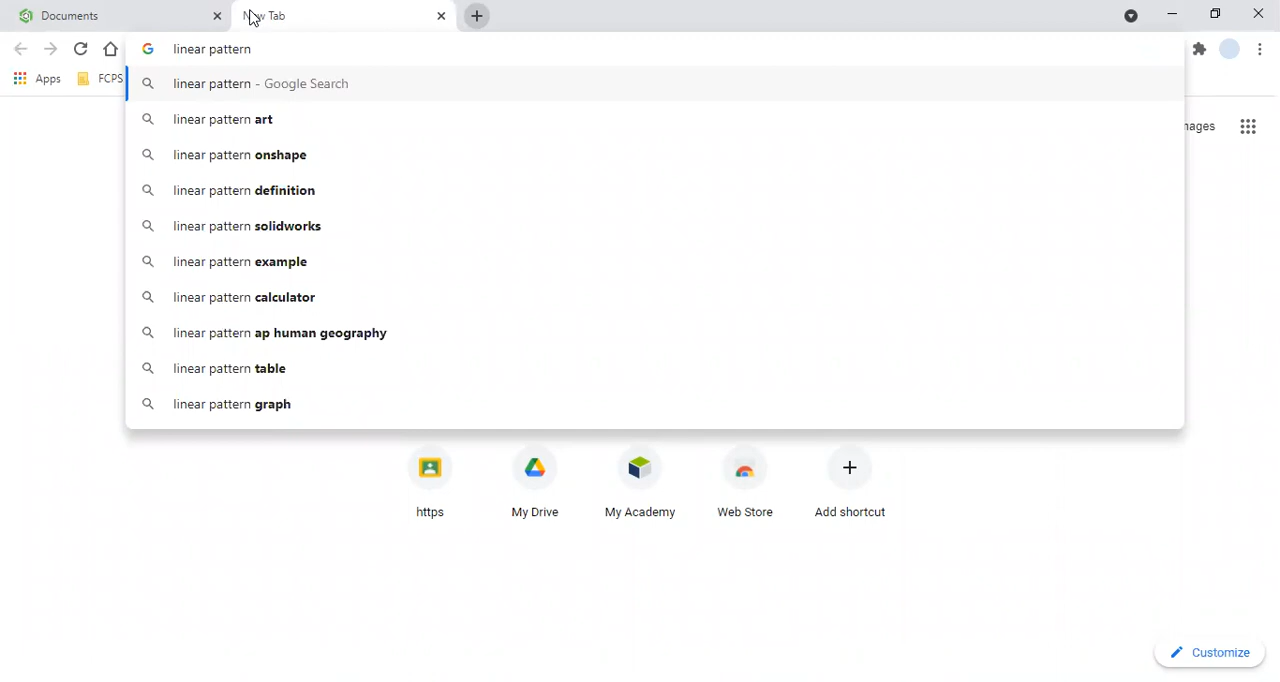 Documents
New Tab
linear pattern
Apps
FCPS
linear pattern - Google Search
linear pattern art
linear pattern onshape
linear pattern definition
linear pattern solidworks
linear pattern example
linear pattern calculator
linear pattern ap human geography
linear pattern table
linear pattern graph
https
My Drive
My Academy
Web Store
Add shortcut
Customize